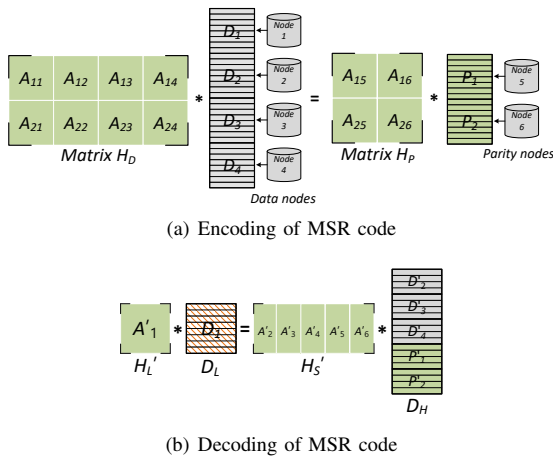 A11 A12 A13 A14
A21 A22 A23 A24
Matrix HD
*
D1
D2
D3
D4
Node 1
Node 2
Node 3
Node 4
Data nodes
=
A15 A16
A25 A26
Matrix HP
*
P1
P2
Node 5
Node 6
Parity nodes
(a) Encoding of MSR code
A'1 * D1 = A'2 A'3 A'4 A'5 A'6 *
D'2
D'3
D'4
P'1
P'2
HL' DL HS' DH
(b) Decoding of MSR code